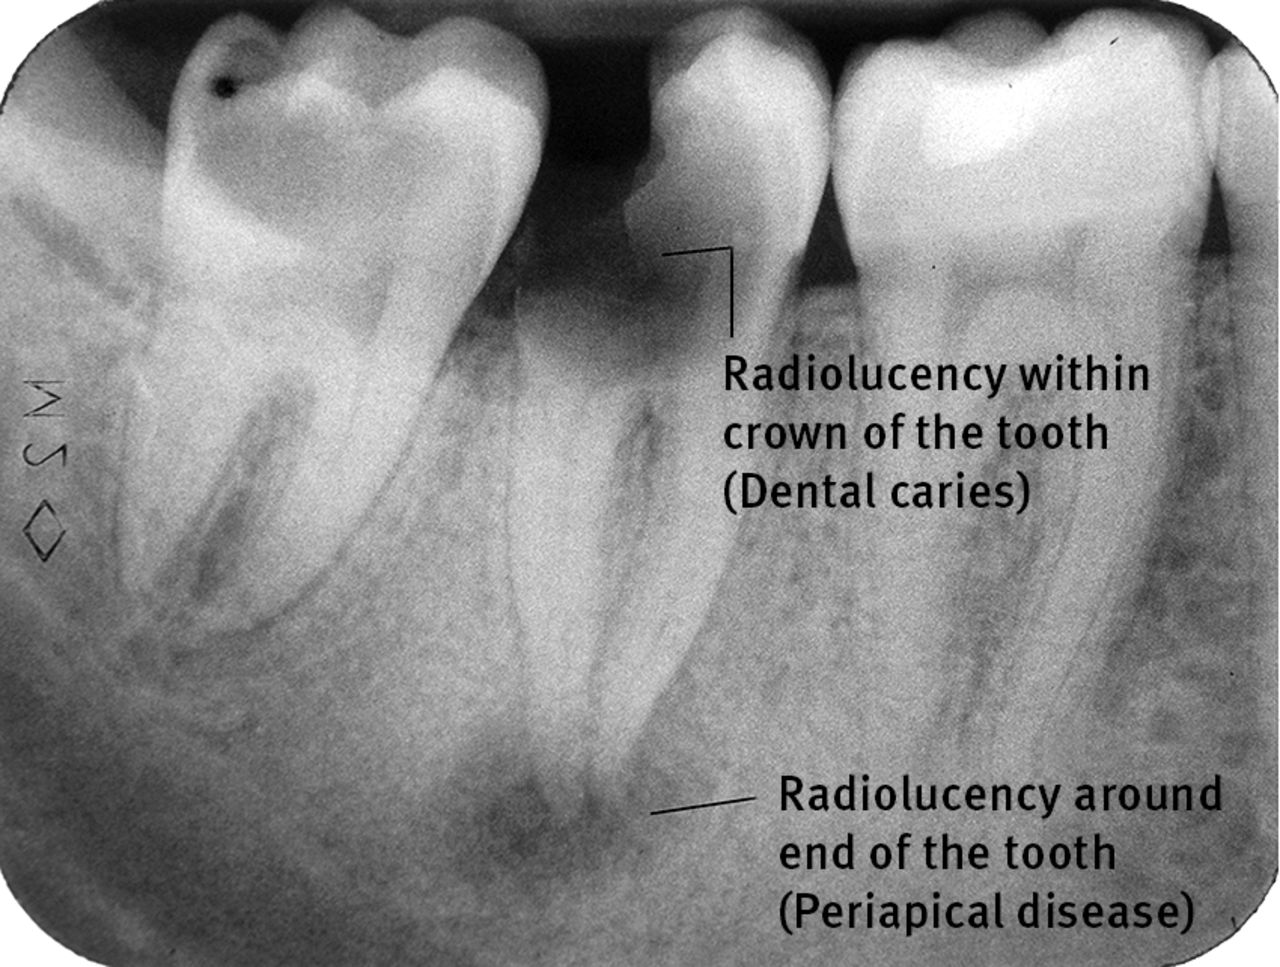 Radiolucency within
crown of the tooth
(Dental caries)
Radiolucency around
end of the tooth
(Periapical disease)